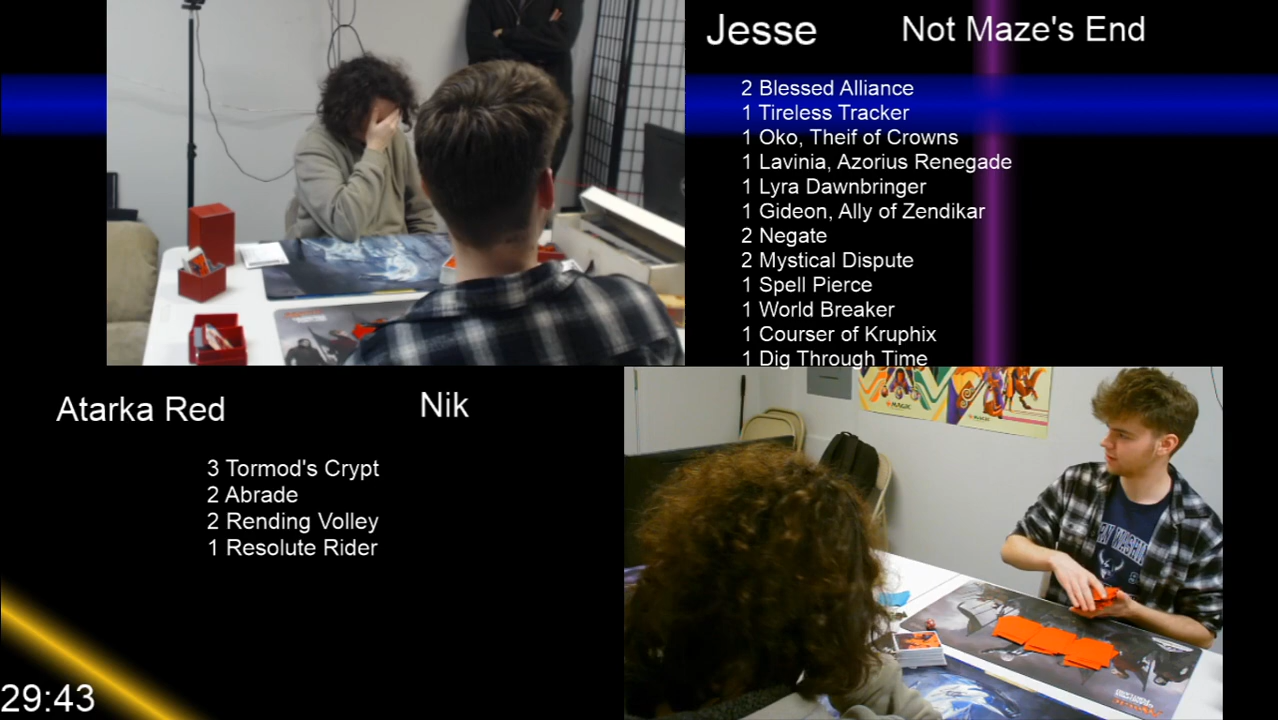 Jesse
Not Maze's End
2 Blessed Alliance
1 Tireless Tracker
1 Oko, Theif of Crowns
1 Lavinia, Azorius Renegade
1 Lyra Dawnbringer
1 Gideon, Ally of Zendikar
2 Negate
2 Mystical Dispute
1 Spell Pierce
1 World Breaker
1 Courser of Kruphix
1 Dig Through Time
Atarka Red
Nik
3 Tormod's Crypt
2 Abrade
2 Rending Volley
1 Resolute Rider
MAGIC
MAGIC
29:43